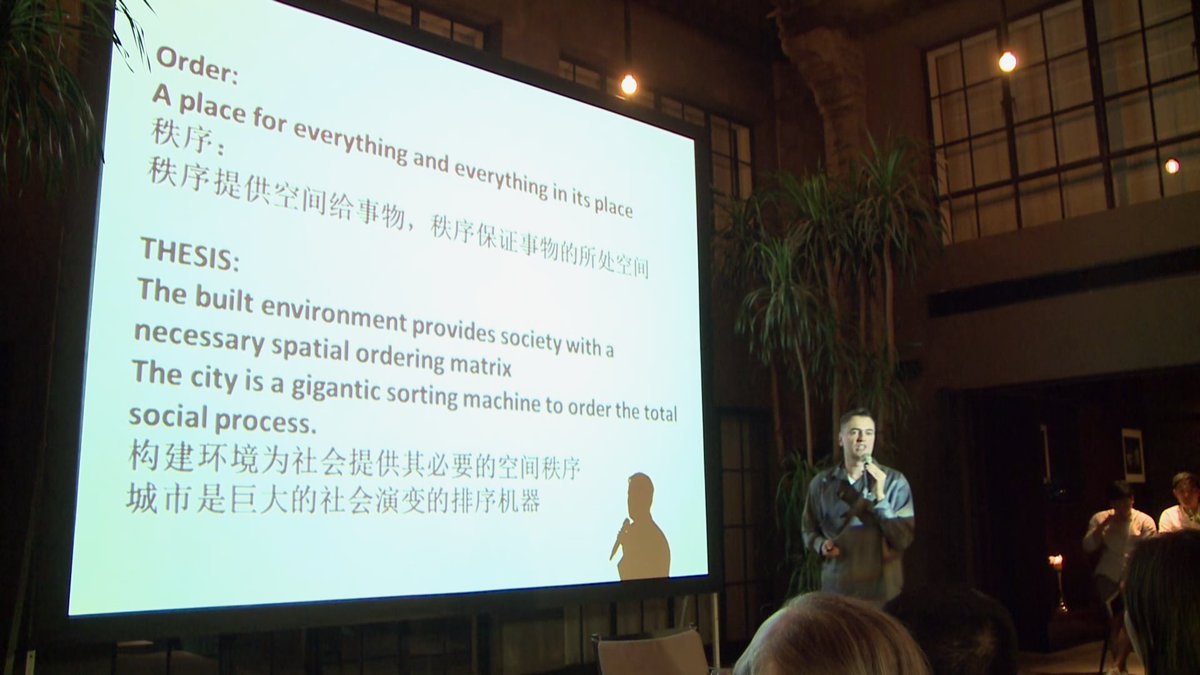 Order:
A place for everything and everything in its place
秩序：
秩序提供空间给事物，秩序保证事物的所处空间
THESIS:
The built environment provides society with a
necessary spatial ordering matrix
The city is a gigantic sorting machine to order the total
social process.
构建环境为社会提供其必要的空间秩序
城市是巨大的社会演变的排序机器